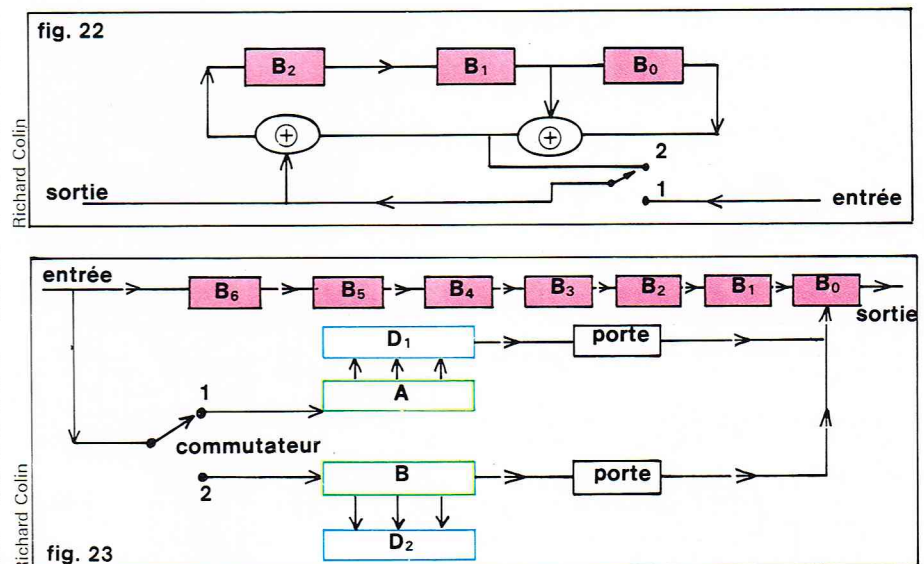 fig. 22
B2 B1 B0
+ +
2
sortie 1 entrée
Richard Colin
entrée
B6 B5 B4 B3 B2 B1 B0
sortie
D1 porte
1 A
commutateur
2 B porte
D2
fig. 23
Richard Colin